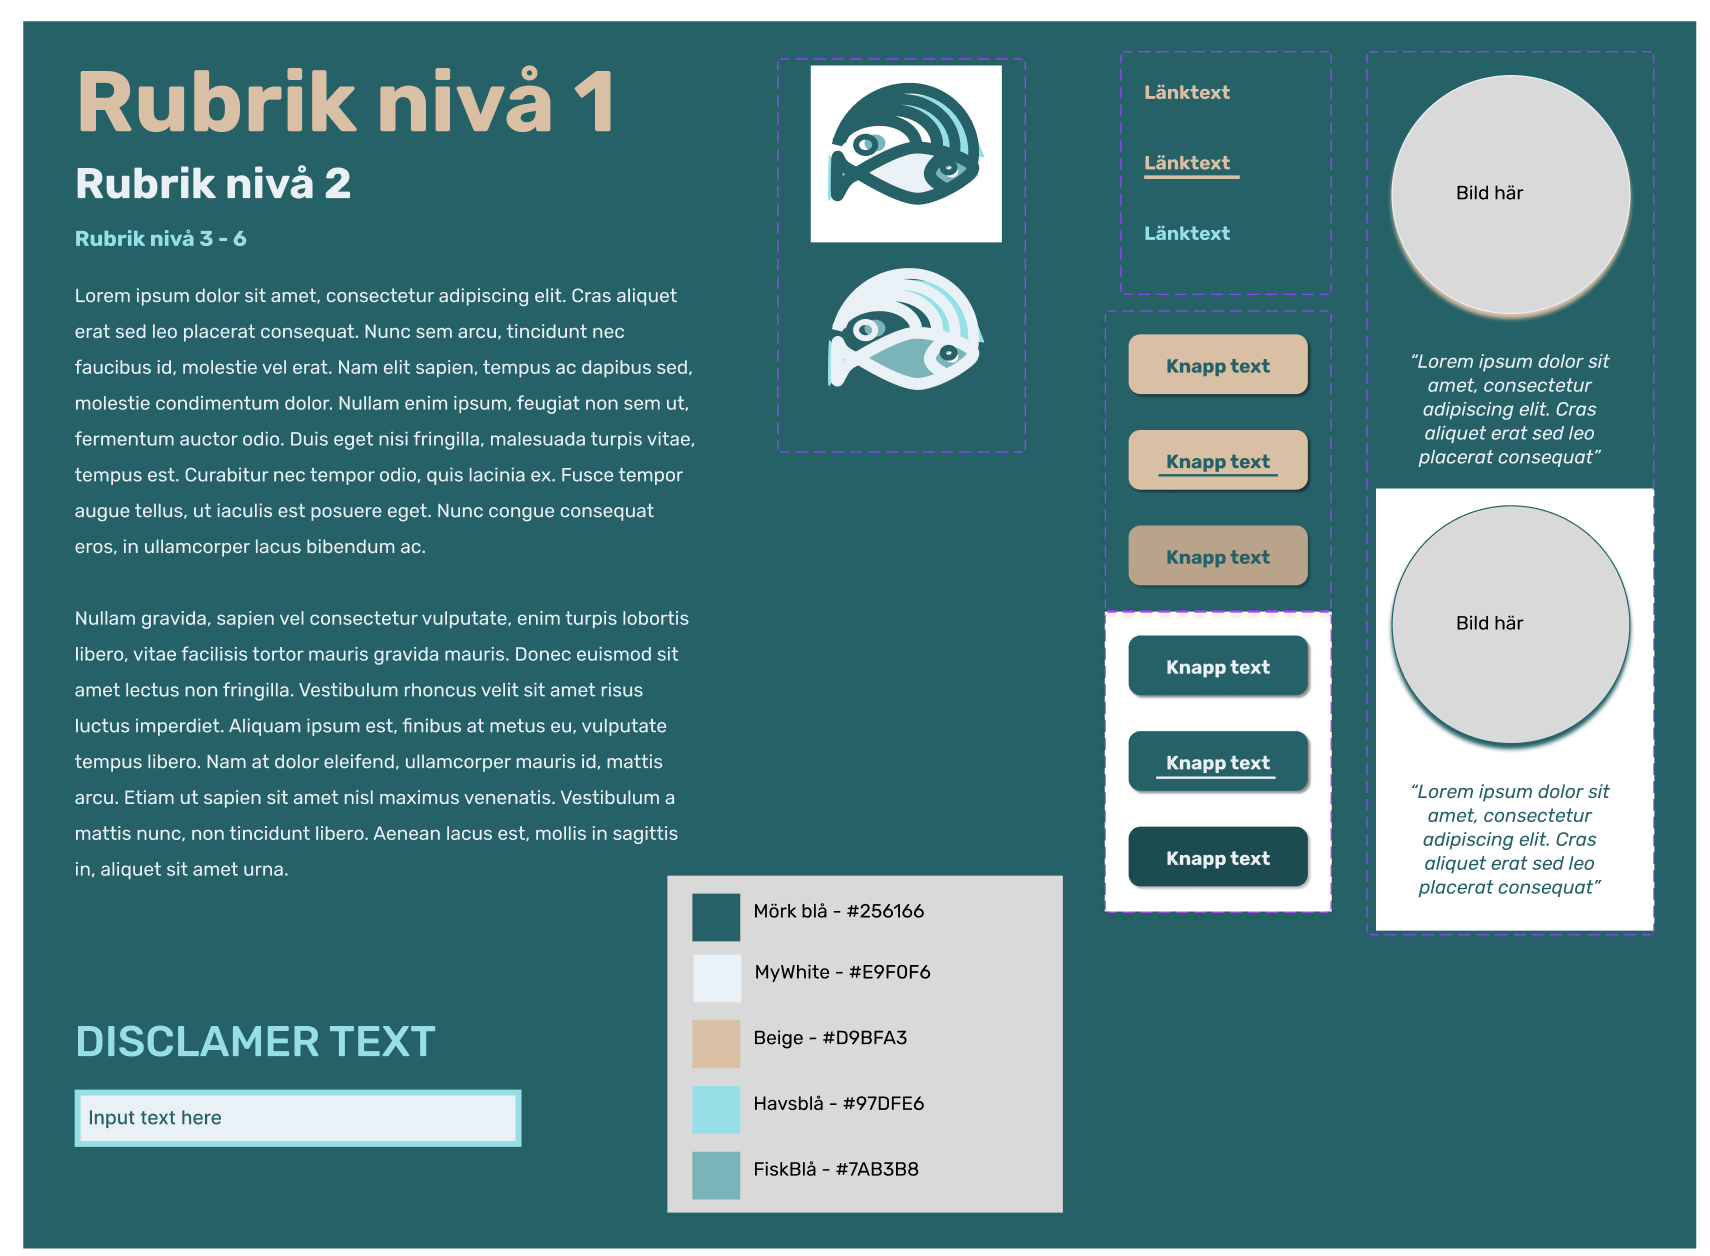 Rubrik nivå 1
Rubrik nivå 2
Rubrik nivå 3 - 6
Lorem ipsum dolor sit amet, consectetur adipiscing elit. Cras aliquet
erat sed leo placerat consequat. Nunc sem arcu, tincidunt nec
faucibus id, molestie vel erat. Nam elit sapien, tempus ac dapibus sed,
molestie condimentum dolor. Nullam enim ipsum, feugiat non sem ut,
fermentum auctor odio. Duis eget nisi fringilla, malesuada turpis vitae,
tempus est. Curabitur nec tempor odio, quis lacinia ex. Fusce tempor
augue tellus, ut iaculis est posuere eget. Nunc congue consequat
eros, in ullamcorper lacus bibendum ac.
Nullam gravida, sapien vel consectetur vulputate, enim turpis lobortis
libero, vitae facilisis tortor mauris gravida mauris. Donec euismod sit
amet lectus non fringilla. Vestibulum rhoncus velit sit amet risus
luctus imperdiet. Aliquam ipsum est, finibus at metus eu, vulputate
tempus libero. Nam at dolor eleifend, ullamcorper mauris id, mattis
arcu. Etiam ut sapien sit amet nisl maximus venenatis. Vestibulum a
mattis nunc, non tincidunt libero. Aenean lacus est, mollis in sagittis
in, aliquet sit amet urna.
DISCLAMER TEXT
Input text here
Mörk blå - #256166
MyWhite - #E9F0F6
Beige - #D9BFA3
Havsblå - #97DFE6
FiskBlå - #7AB3B8
Länktext
Länktext
Länktext
Knapp text
Knapp text
Knapp text
Knapp text
Knapp text
Knapp text
Bild här
“Lorem ipsum dolor sit
amet, consectetur
adipiscing elit. Cras
aliquet erat sed leo
placerat consequat”
Bild här
“Lorem ipsum dolor sit
amet, consectetur
adipiscing elit. Cras
aliquet erat sed leo
placerat consequat”